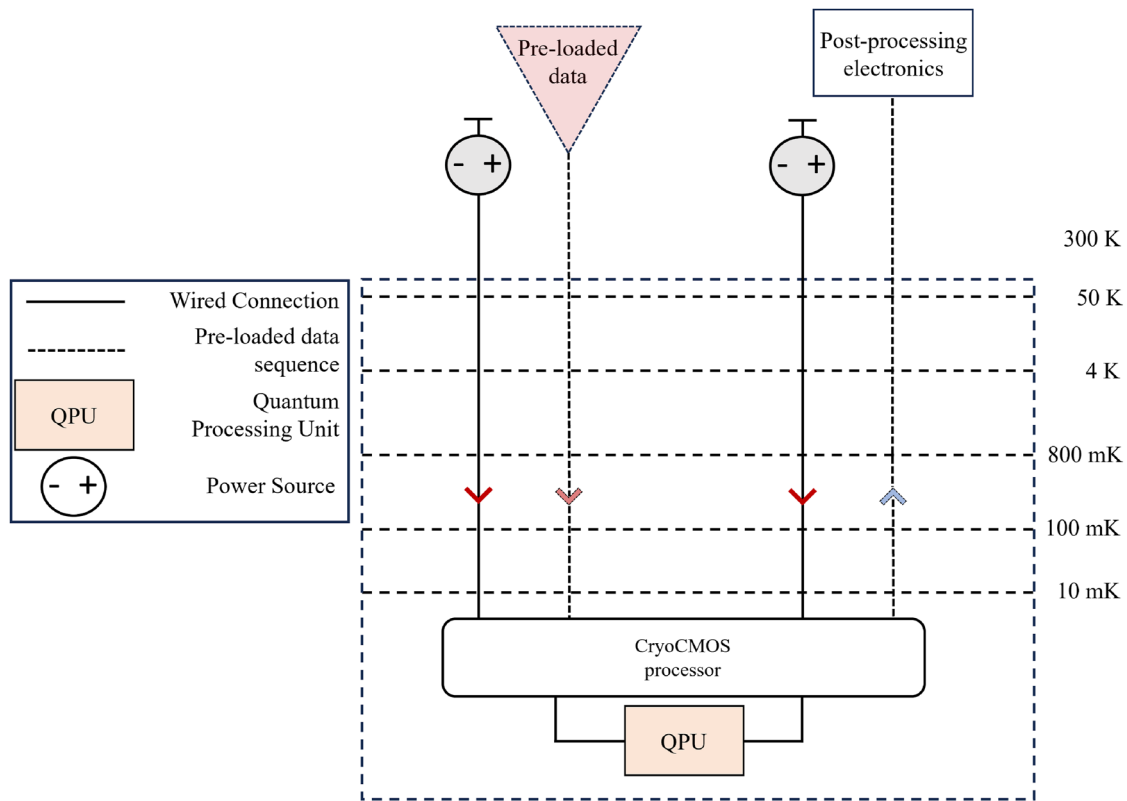 Pre-loaded
data
Post-processing
electronics
- +
- +
300 K
50 K
4 K
800 mK
100 mK
10 mK
Wired Connection
Pre-loaded data
sequence
QPU
Quantum
Processing Unit
- +
Power Source
CryoCMOS
processor
QPU